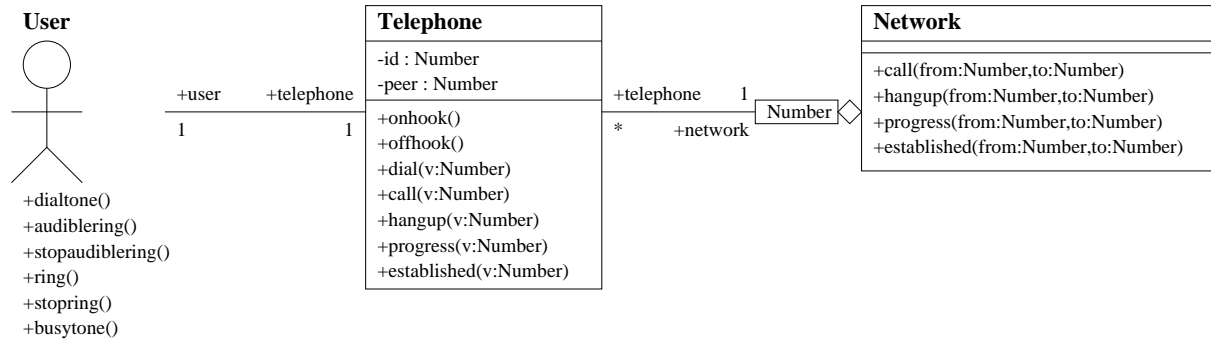 User
+dialtone()
+audiblering()
+stopaudiblering()
+ring()
+stopring()
+busytone()
+user
+telephone
1
1
Telephone
-id : Number
-peer : Number
+onhook()
+offhook()
+dial(v:Number)
+call(v:Number)
+hangup(v:Number)
+progress(v:Number)
+established(v:Number)
+telephone
1
*
+network
Number
Network
+call(from:Number,to:Number)
+hangup(from:Number,to:Number)
+progress(from:Number,to:Number)
+established(from:Number,to:Number)